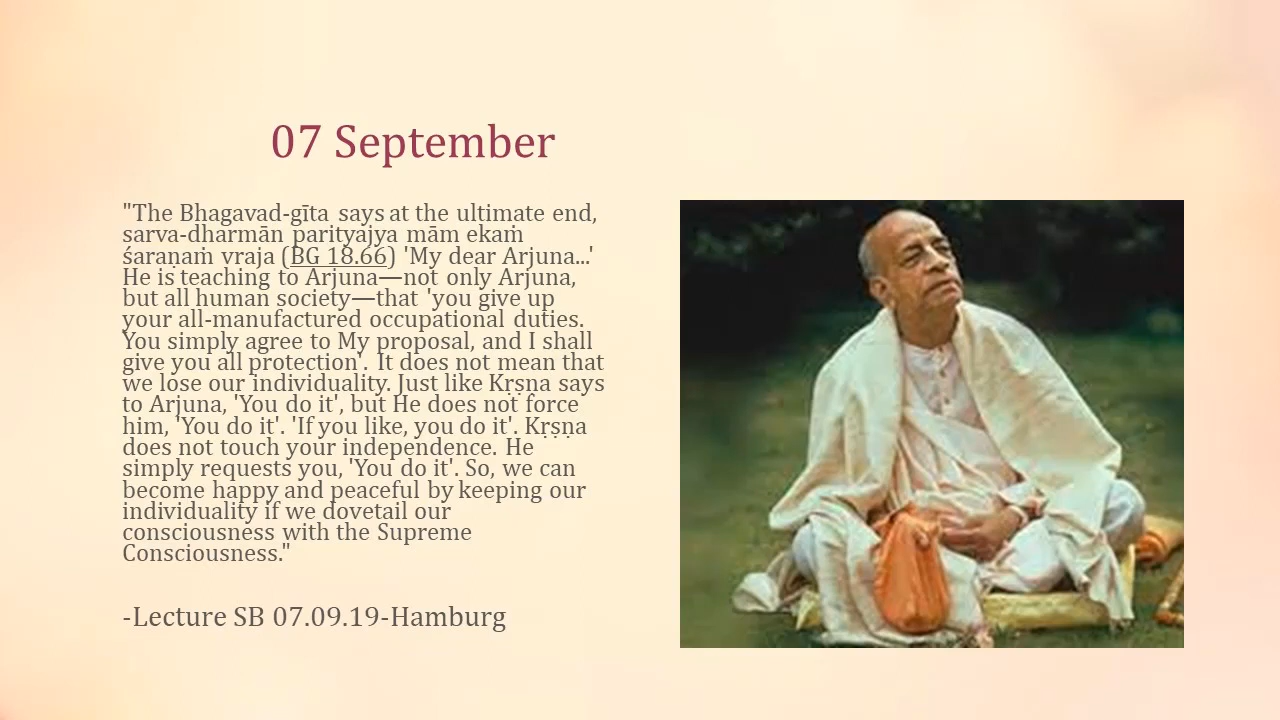 07 September
"The Bhagavad-gīta says at the ultimate end,
sarva-dharmān parityajya mām ekaṁ
śaraṇaṁ vraja (BG 18.66) 'My dear Arjuna...'
He is teaching to Arjuna—not only Arjuna,
but all human society—that 'you give up
your all-manufactured occupational duties.
You simply agree to My proposal, and I shall
give you all protection'. It does not mean that
we lose our individuality. Just like Kṛṣṇa says
to Arjuna, 'You do it', but He does not force
him, 'You do it'. 'If you like, you do it'. Kṛṣṇa
does not touch your independence. He
simply requests you, 'You do it'. So, we can
become happy and peaceful by keeping our
individuality if we dovetail our
consciousness with the Supreme
Consciousness."
-Lecture SB 07.09.19-Hamburg